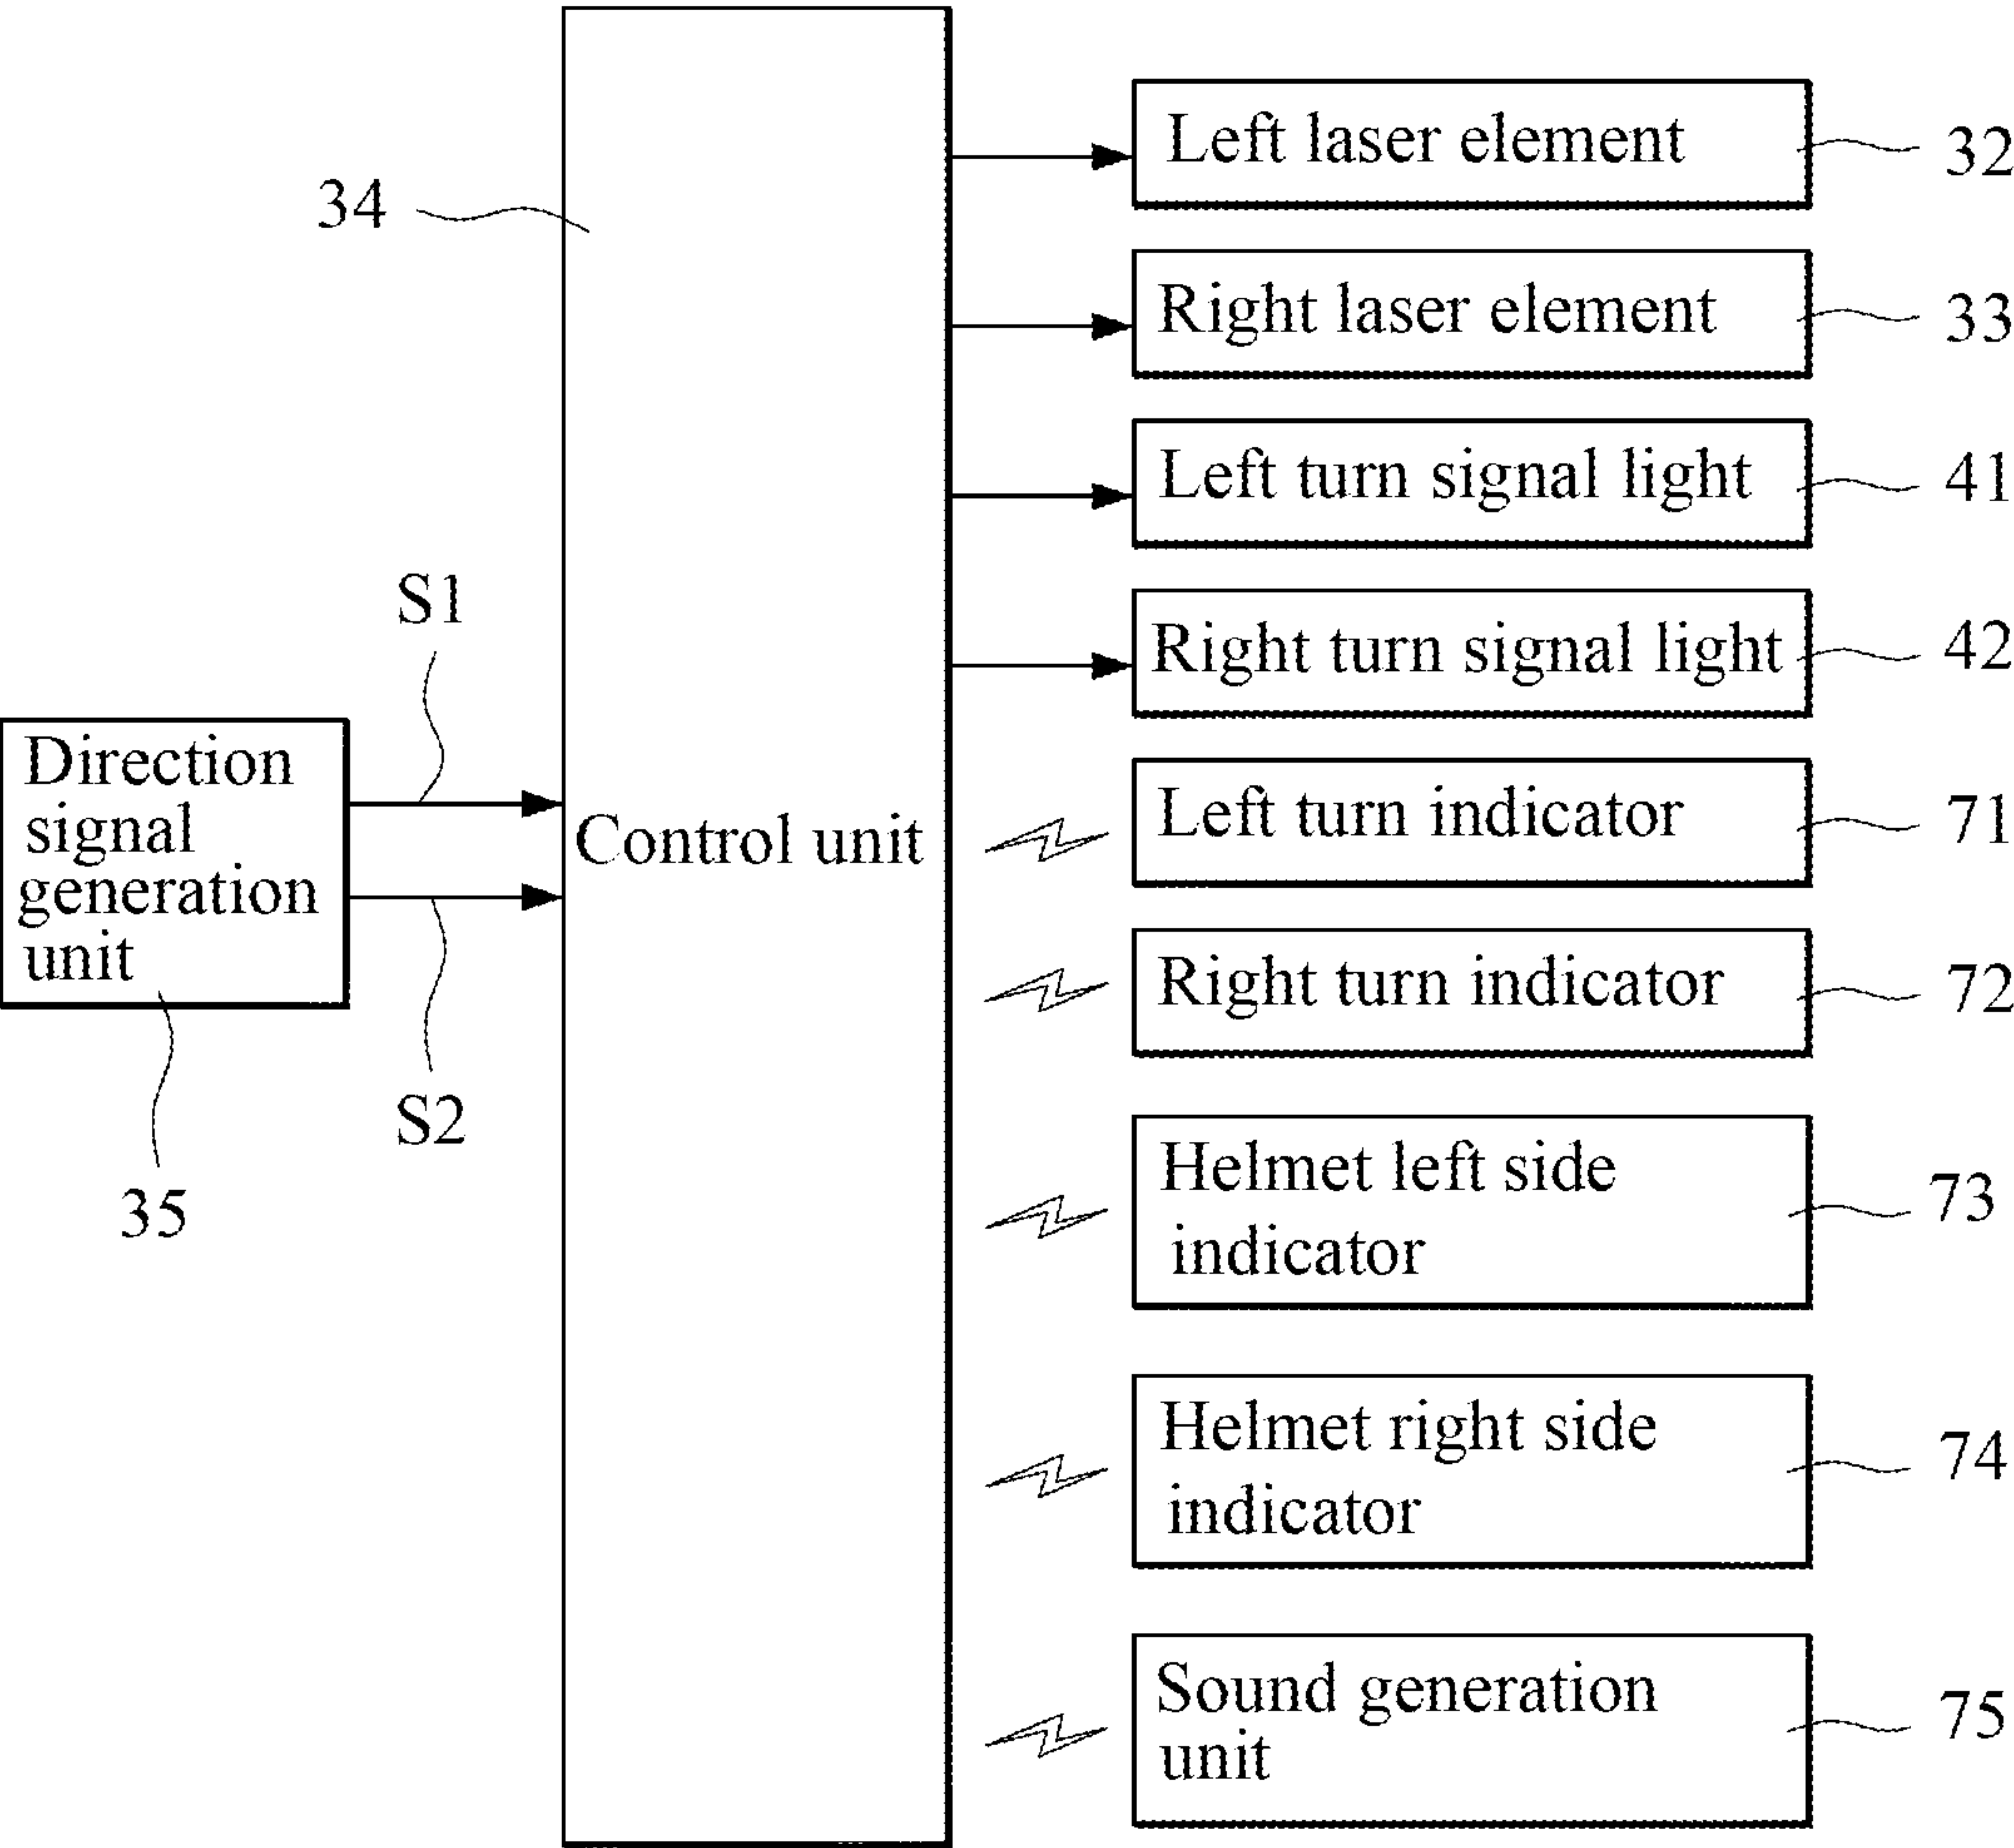 34
Left laser element
32
Right laser element
33
Left turn signal light
41
Right turn signal light
42
S1
Direction
signal
generation
unit
S2
35
Control unit
Left turn indicator
71
Right turn indicator
72
Helmet left side
indicator
73
Helmet right side
indicator
74
Sound generation
unit
75